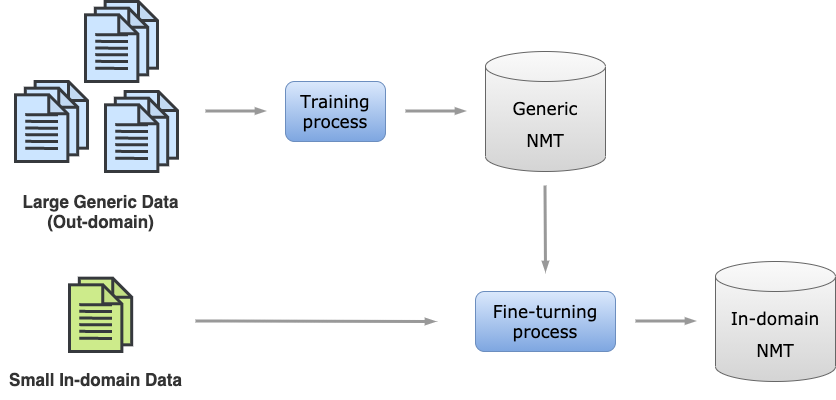 Training
process
Generic
NMT
Large Generic Data
(Out-domain)
Fine-turning
process
In-domain
NMT
Small In-domain Data